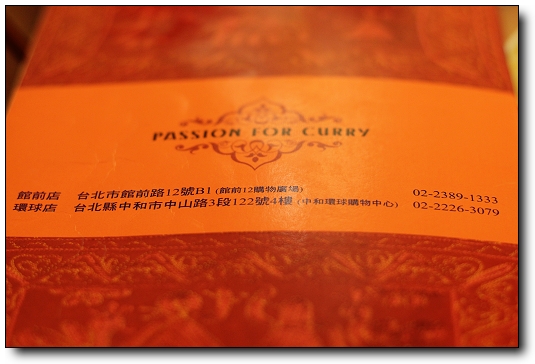 PASSION FOR CURRY
館前店 台北市館前路12號B1 (館前12購物廣場) 02-2389-1333
環球店 台北縣中和市中山路3段122號4樓 (中和環球購物中心) 02-2226-3079